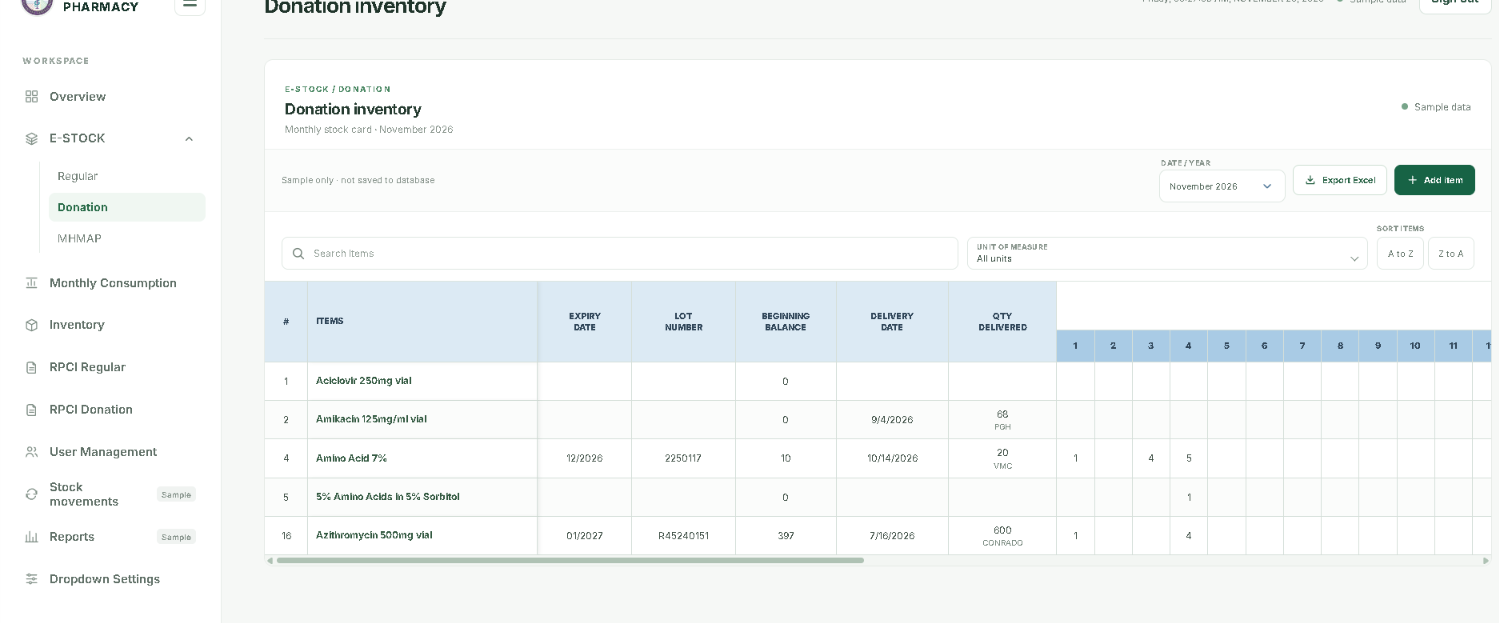 PHARMACY
Donation inventory
Sample data
Sign out
WORKSPACE
Overview
E-STOCK
Regular
Donation
MHMAP
Monthly Consumption
Inventory
RPCI Regular
RPCI Donation
User Management
Stock movements
Sample
Reports
Sample
Dropdown Settings
E-STOCK / DONATION
Donation inventory
Monthly stock card · November 2026
Sample data
Sample only · not saved to database
DATE / YEAR
November 2026
Export Excel
+ Add item
Search items
UNIT OF MEASURE
All units
SORT ITEMS
A to Z
Z to A
# ITEMS EXPIRY DATE LOT NUMBER BEGINNING BALANCE DELIVERY DATE QTY DELIVERED
1 2 3 4 5 6 7 8 9 10 11
1 Aciclovir 250mg vial 0
2 Amikacin 125mg/ml vial 0 9/4/2026 68 PGH
4 Amino Acid 7% 12/2026 2250117 10 10/14/2026 20 VMC 1 4 5
5 5% Amino Acids in 5% Sorbitol 0 1
16 Azithromycin 500mg vial 01/2027 R45240151 397 7/16/2026 600 CONRADO 1 4